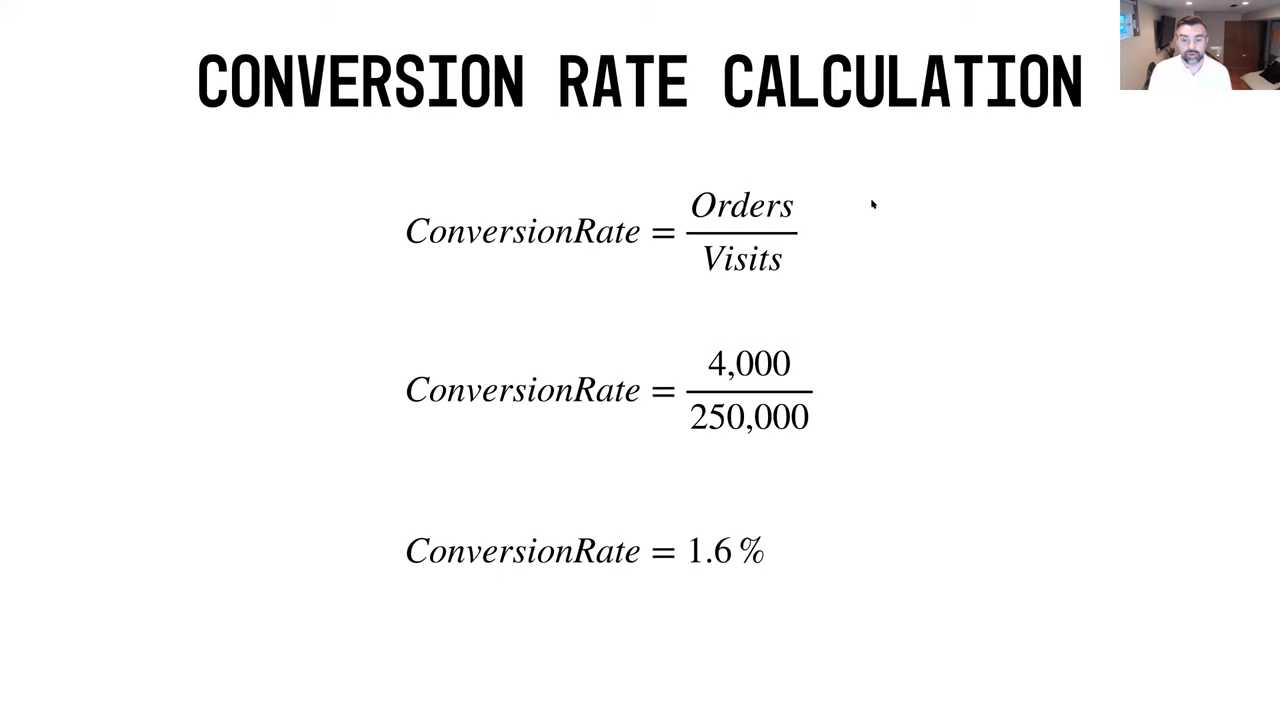 CONVERSION RATE CALCULATION
ConversionRate = Orders / Visits
ConversionRate = 4,000 / 250,000
ConversionRate = 1.6 %